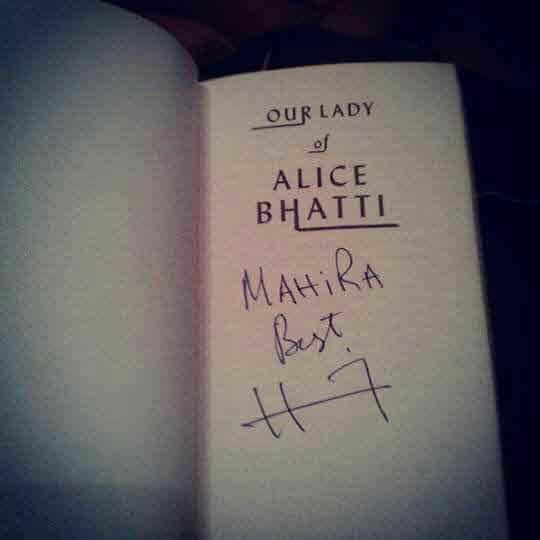 OUR LADY
of
ALICE
BHATTI
MAHiRA
Best